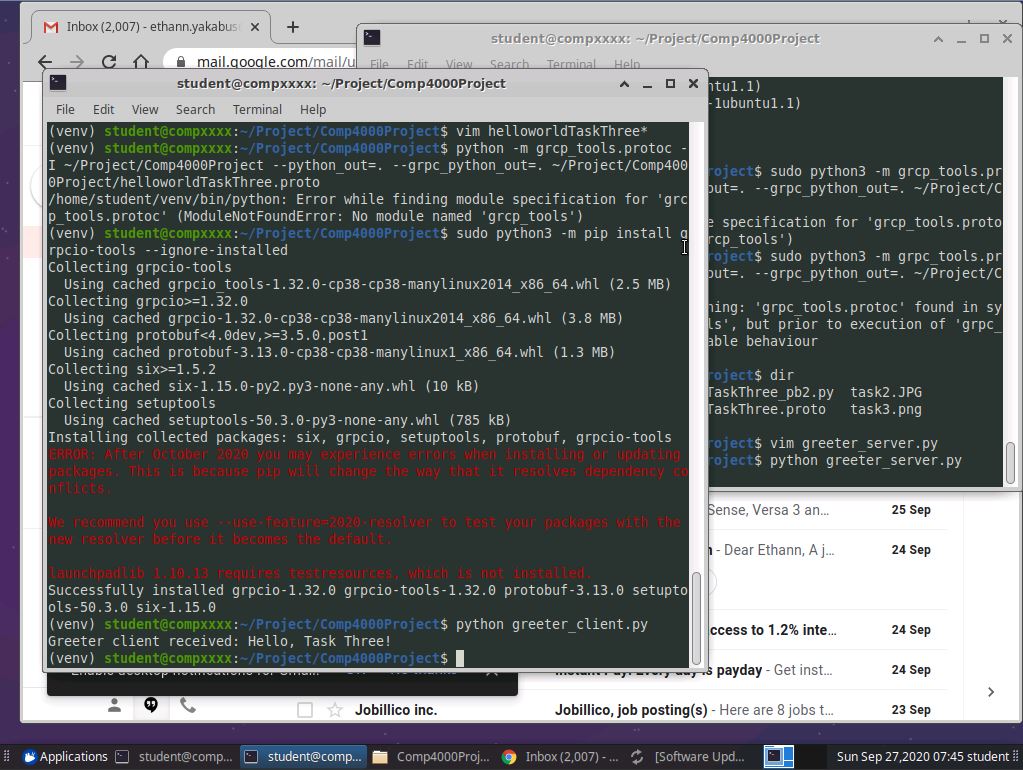 Inbox (2,007) - ethann.yakabus
mail.google.com/mail/u
student@compxxxx: ~/Project/Comp4000Project
File Edit View Search Terminal Help
ntu1.1)
-1ubuntu1.1)
roject$ sudo python3 -m grcp_tools.pr
out=. --grpc_python_out=. ~/Project/C
e specification for 'grcp_tools.proto
rcp_tools')
roject$ sudo python3 -m grpc_tools.pr
out=. --grpc_python_out=. ~/Project/C
ning: 'grpc_tools.protoc' found in sy
ls', but prior to execution of 'grpc_
able behaviour
roject$ dir
TaskThree_pb2.py task2.JPG
TaskThree.proto task3.png
roject$ vim greeter_server.py
roject$ python greeter_server.py
student@compxxxx: ~/Project/Comp4000Project
File Edit View Search Terminal Help
(venv) student@compxxxx:~/Project/Comp4000Project$ vim helloworldTaskThree*
(venv) student@compxxxx:~/Project/Comp4000Project$ python -m grcp_tools.protoc -
I ~/Project/Comp4000Project --python_out=. --grpc_python_out=. ~/Project/Comp400
0Project/helloworldTaskThree.proto
/home/student/venv/bin/python: Error while finding module specification for 'grc
p_tools.protoc' (ModuleNotFoundError: No module named 'grcp_tools')
(venv) student@compxxxx:~/Project/Comp4000Project$ sudo python3 -m pip install g
rpcio-tools --ignore-installed
Collecting grpcio-tools
Using cached grpcio_tools-1.32.0-cp38-cp38-manylinux2014_x86_64.whl (2.5 MB)
Collecting grpcio>=1.32.0
Using cached grpcio-1.32.0-cp38-cp38-manylinux2014_x86_64.whl (3.8 MB)
Collecting protobuf<4.0dev,>=3.5.0.post1
Using cached protobuf-3.13.0-cp38-cp38-manylinux1_x86_64.whl (1.3 MB)
Collecting six>=1.5.2
Using cached six-1.15.0-py2.py3-none-any.whl (10 kB)
Collecting setuptools
Using cached setuptools-50.3.0-py3-none-any.whl (785 kB)
Installing collected packages: six, grpcio, setuptools, protobuf, grpcio-tools
ERROR: After October 2020 you may experience errors when installing or updating
packages. This is because pip will change the way that it resolves dependency co
nflicts.
We recommend you use --use-feature=2020-resolver to test your packages with the
new resolver before it becomes the default.
launchpadlib 1.10.13 requires testresources, which is not installed.
Successfully installed grpcio-1.32.0 grpcio-tools-1.32.0 protobuf-3.13.0 setupto
ols-50.3.0 six-1.15.0
(venv) student@compxxxx:~/Project/Comp4000Project$ python greeter_client.py
Greeter client received: Hello, Task Three!
(venv) student@compxxxx:~/Project/Comp4000Project$
Sense, Versa 3 an... 25 Sep
n - Dear Ethann, A j... 24 Sep
ccess to 1.2% inte... 24 Sep
is payday - Get inst... 24 Sep
Jobillico inc. Jobillico, job posting(s) - Here are 8 jobs t... 23 Sep
Applications student@comp... student@comp... Comp4000Proj... Inbox (2,007) - ... [Software Upd... Sun Sep 27,2020 07:45 student